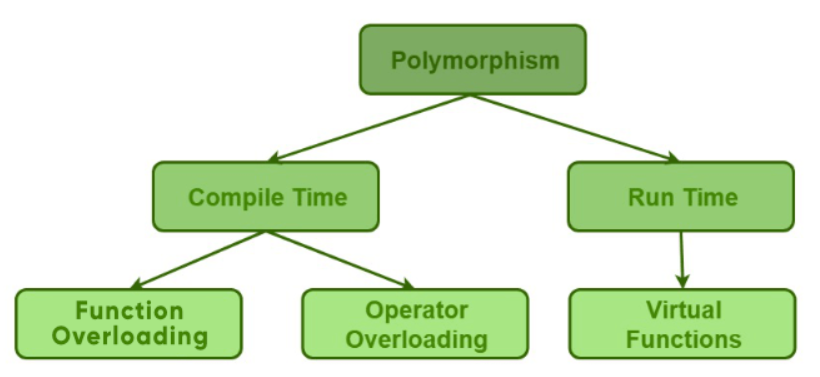 Polymorphism
Compile Time
Run Time
Function
Overloading
Operator
Overloading
Virtual
Functions